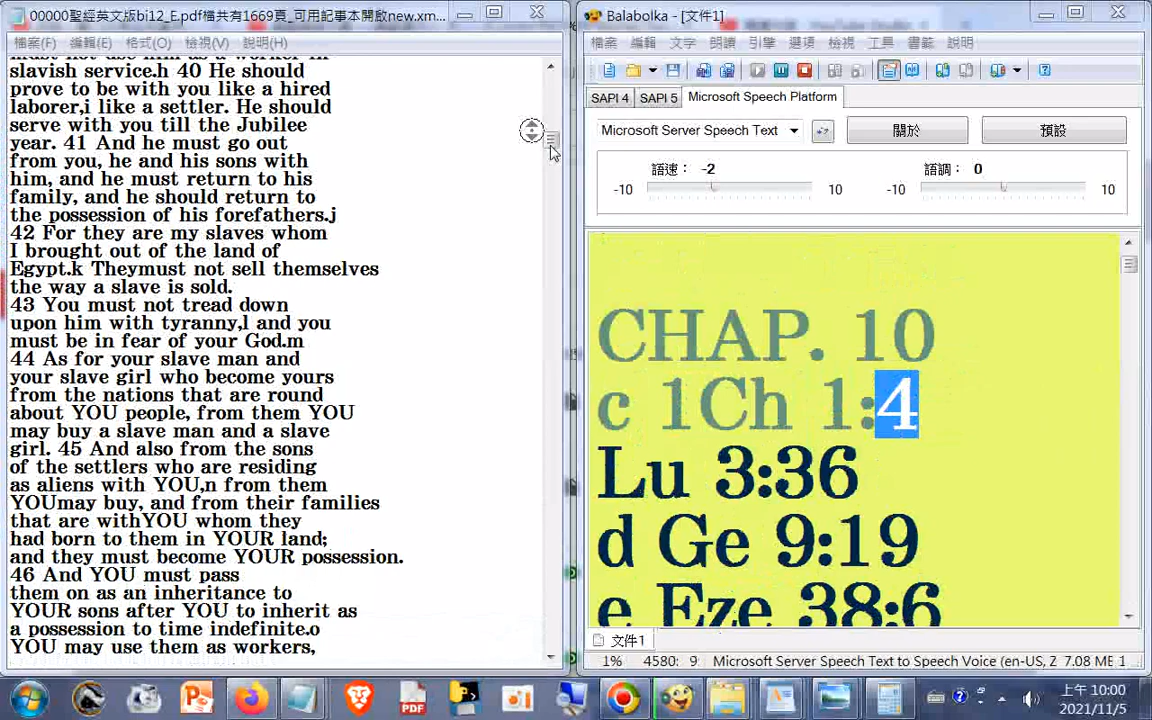 00000聖經英文版bi12_E.pdf檔共有1669頁_可用記事本開啟new.xm...
檔案(F) 編輯(E) 格式(O) 檢視(V) 說明(H)
slavish service.h 40 He should
prove to be with you like a hired
laborer,i like a settler. He should
serve with you till the Jubilee
year. 41 And he must go out
from you, he and his sons with
him, and he must return to his
family, and he should return to
the possession of his forefathers.j
42 For they are my slaves whom
I brought out of the land of
Egypt.k Theymust not sell themselves
the way a slave is sold.
43 You must not tread down
upon him with tyranny,l and you
must be in fear of your God.m
44 As for your slave man and
your slave girl who become yours
from the nations that are round
about YOU people, from them YOU
may buy a slave man and a slave
girl. 45 And also from the sons
of the settlers who are residing
as aliens with YOU,n from them
YOUmay buy, and from their families
that are withYOU whom they
had born to them in YOUR land;
and they must become YOUR possession.
46 And YOU must pass
them on as an inheritance to
YOUR sons after YOU to inherit as
a possession to time indefinite.o
YOU may use them as workers,
Balabolka - [文件1]
檔案 編輯 文字 朗讀 引擎 選項 檢視 工具 書籤 說明
SAPI 4 SAPI 5 Microsoft Speech Platform
Microsoft Server Speech Text 關於 預設
語速： -2 語調： 0
-10 10 -10 10
CHAP. 10
c 1Ch 1:4
Lu 3:36
d Ge 9:19
e Eze 38:6
文件1
1% 4580: 9 Microsoft Server Speech Text to Speech Voice (en-US, Z 7.08 MB 1
PDF
上午 10:00
2021/11/5